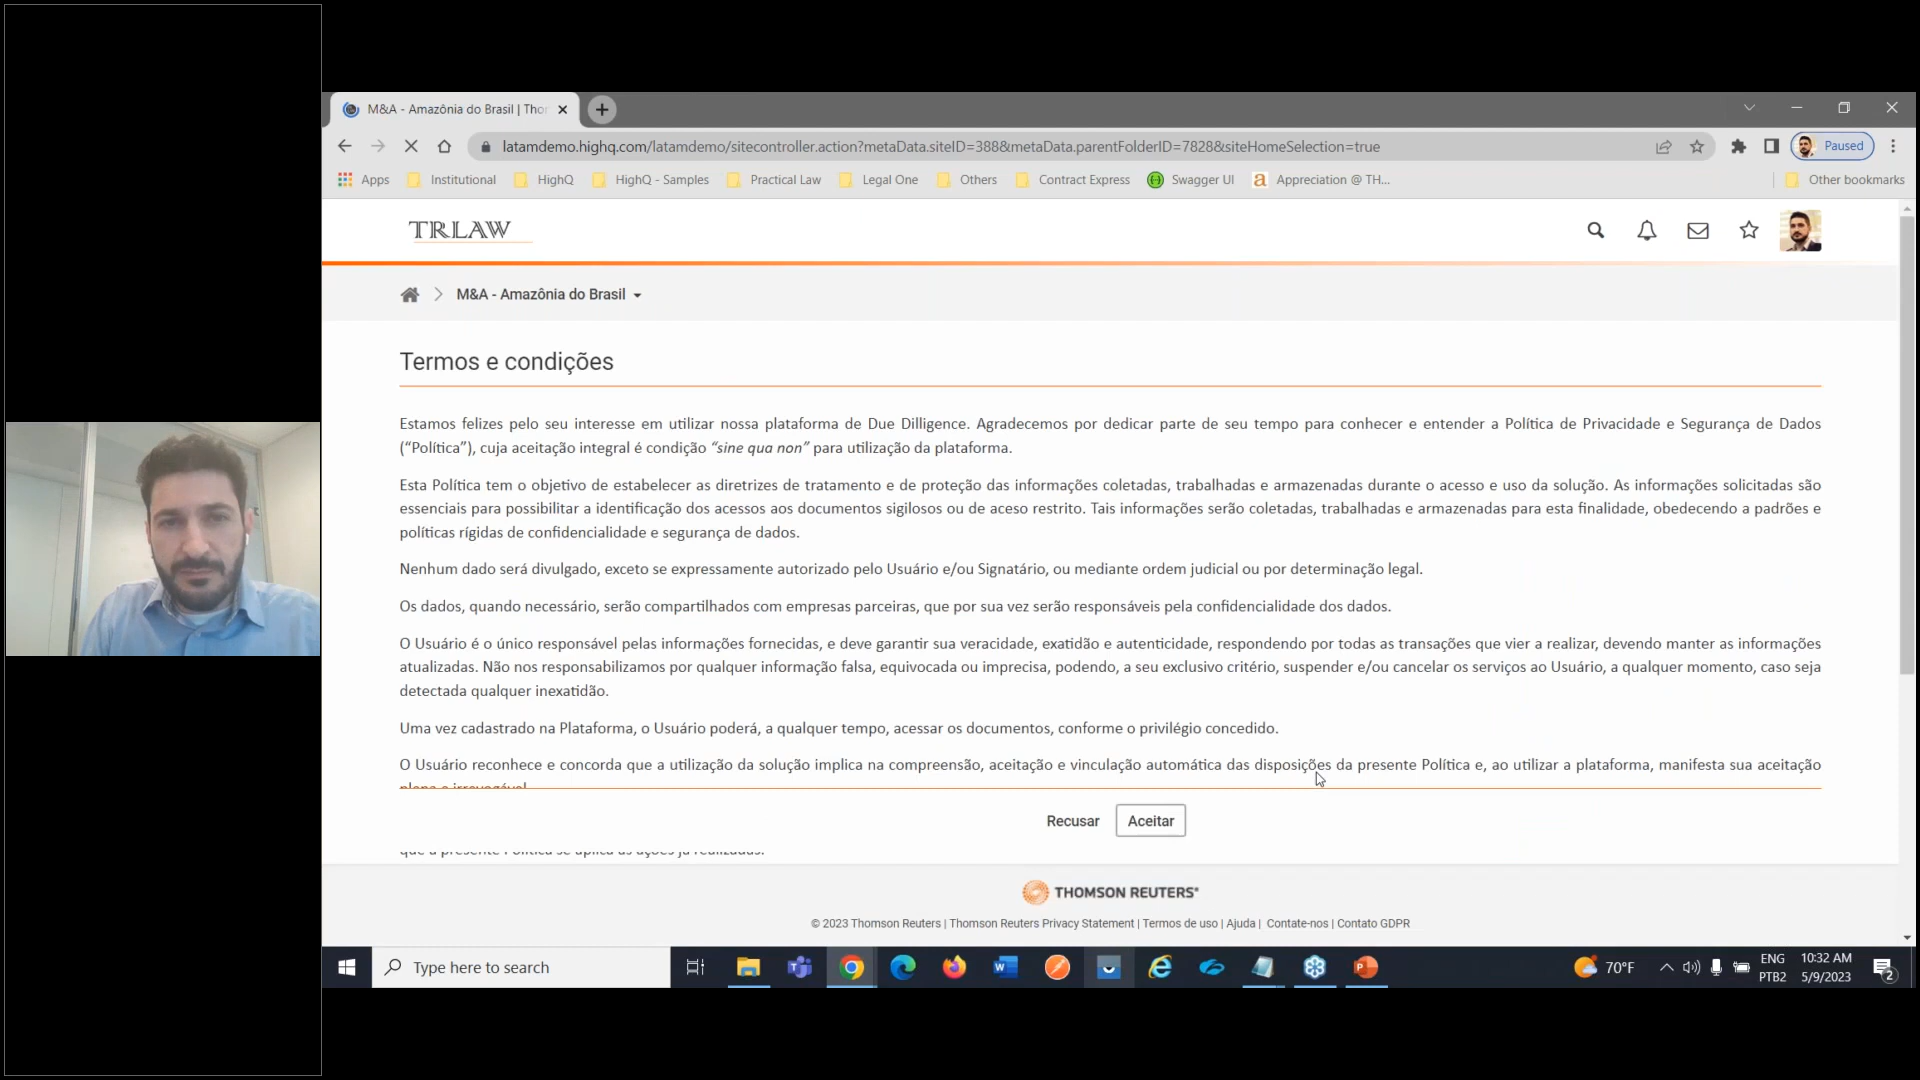 M&A - Amazônia do Brasil | Tho
latamdemo.highq.com/latamdemo/sitecontroller.action?metaData.siteID=388&metaData.parentFolderID=7828&siteHomeSelection=true
Paused
Apps Institutional HighQ HighQ - Samples Practical Law Legal One Others Contract Express Swagger UI Appreciation @ TH... Other bookmarks
TRLAW
M&A - Amazônia do Brasil
Termos e condições
Estamos felizes pelo seu interesse em utilizar nossa plataforma de Due Dilligence. Agradecemos por dedicar parte de seu tempo para conhecer e entender a Política de Privacidade e Segurança de Dados
(“Política”), cuja aceitação integral é condição “sine qua non” para utilização da plataforma.
Esta Política tem o objetivo de estabelecer as diretrizes de tratamento e de proteção das informações coletadas, trabalhadas e armazenadas durante o acesso e uso da solução. As informações solicitadas são
essenciais para possibilitar a identificação dos acessos aos documentos sigilosos ou de aceso restrito. Tais informações serão coletadas, trabalhadas e armazenadas para esta finalidade, obedecendo a padrões e
políticas rígidas de confidencialidade e segurança de dados.
Nenhum dado será divulgado, exceto se expressamente autorizado pelo Usuário e/ou Signatário, ou mediante ordem judicial ou por determinação legal.
Os dados, quando necessário, serão compartilhados com empresas parceiras, que por sua vez serão responsáveis pela confidencialidade dos dados.
O Usuário é o único responsável pelas informações fornecidas, e deve garantir sua veracidade, exatidão e autenticidade, respondendo por todas as transações que vier a realizar, devendo manter as informações
atualizadas. Não nos responsabilizamos por qualquer informação falsa, equivocada ou imprecisa, podendo, a seu exclusivo critério, suspender e/ou cancelar os serviços ao Usuário, a qualquer momento, caso seja
detectada qualquer inexatidão.
Uma vez cadastrado na Plataforma, o Usuário poderá, a qualquer tempo, acessar os documentos, conforme o privilégio concedido.
O Usuário reconhece e concorda que a utilização da solução implica na compreensão, aceitação e vinculação automática das disposições da presente Política e, ao utilizar a plataforma, manifesta sua aceitação
plena e irrevogável
Recusar Aceitar
que a presente Política se aplica às ações já realizadas.
THOMSON REUTERS®
© 2023 Thomson Reuters | Thomson Reuters Privacy Statement | Termos de uso | Ajuda | Contate-nos | Contato GDPR
Type here to search
70°F
ENG
PTB2
10:32 AM
5/9/2023
2